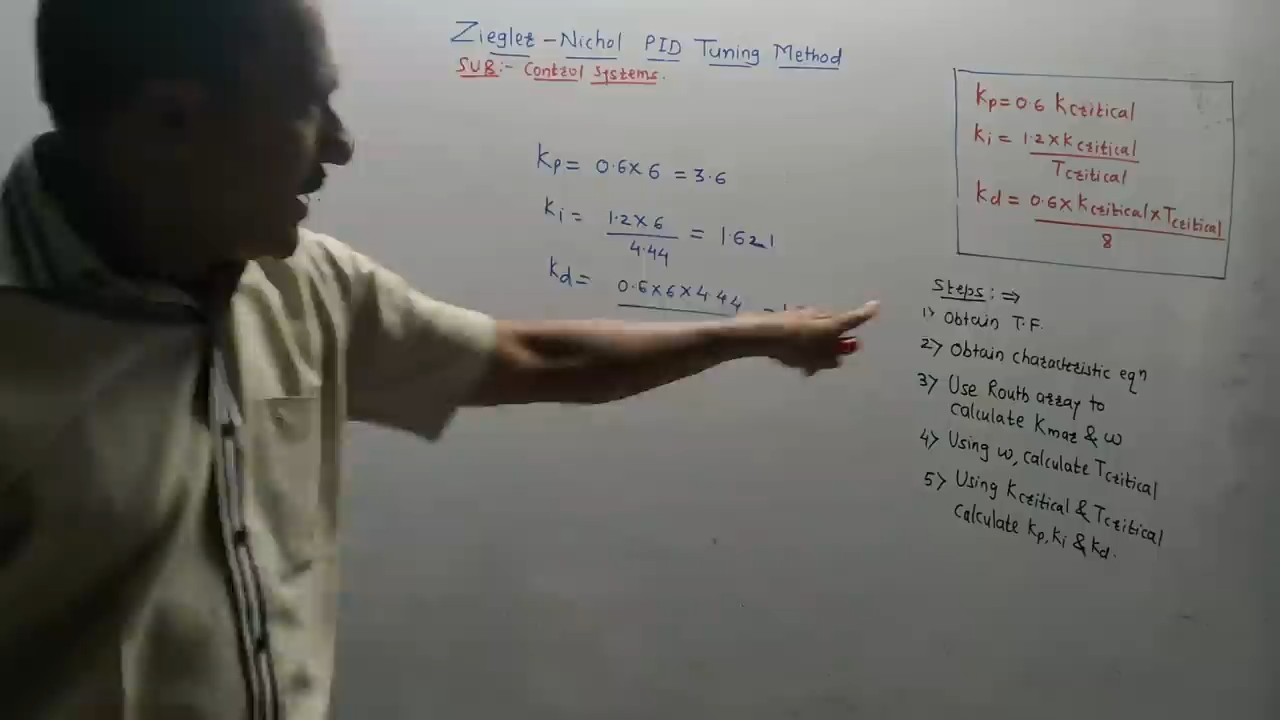 Ziegler-Nichol PID Tuning Method
SUB:- Control Systems.
Kp = 0.6 x 6 = 3.6
Ki = 1.2 x 6 / 4.44 = 1.621
Kd = 0.6 x 6 x 4.44
Kp = 0.6 Kcritical
Ki = 1.2 x Kcritical / Tcritical
Kd = 0.6 x Kcritical x Tcritical / 8
Steps : ⇒
1> Obtain T.F.
2> Obtain characteristic eqn
3> Use Routh array to
calculate Kmar & ω
4> Using ω, calculate Tcritical
5> Using Kcritical & Tcritical
calculate Kp, Ki & Kd.